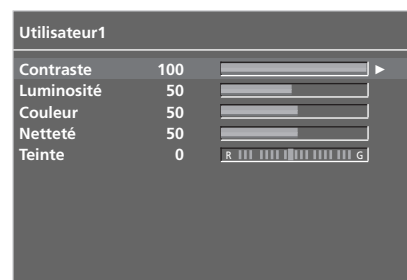 Utilisateur1
Contraste 100
Luminosité 50
Couleur 50
Netteté 50
Teinte 0 R G